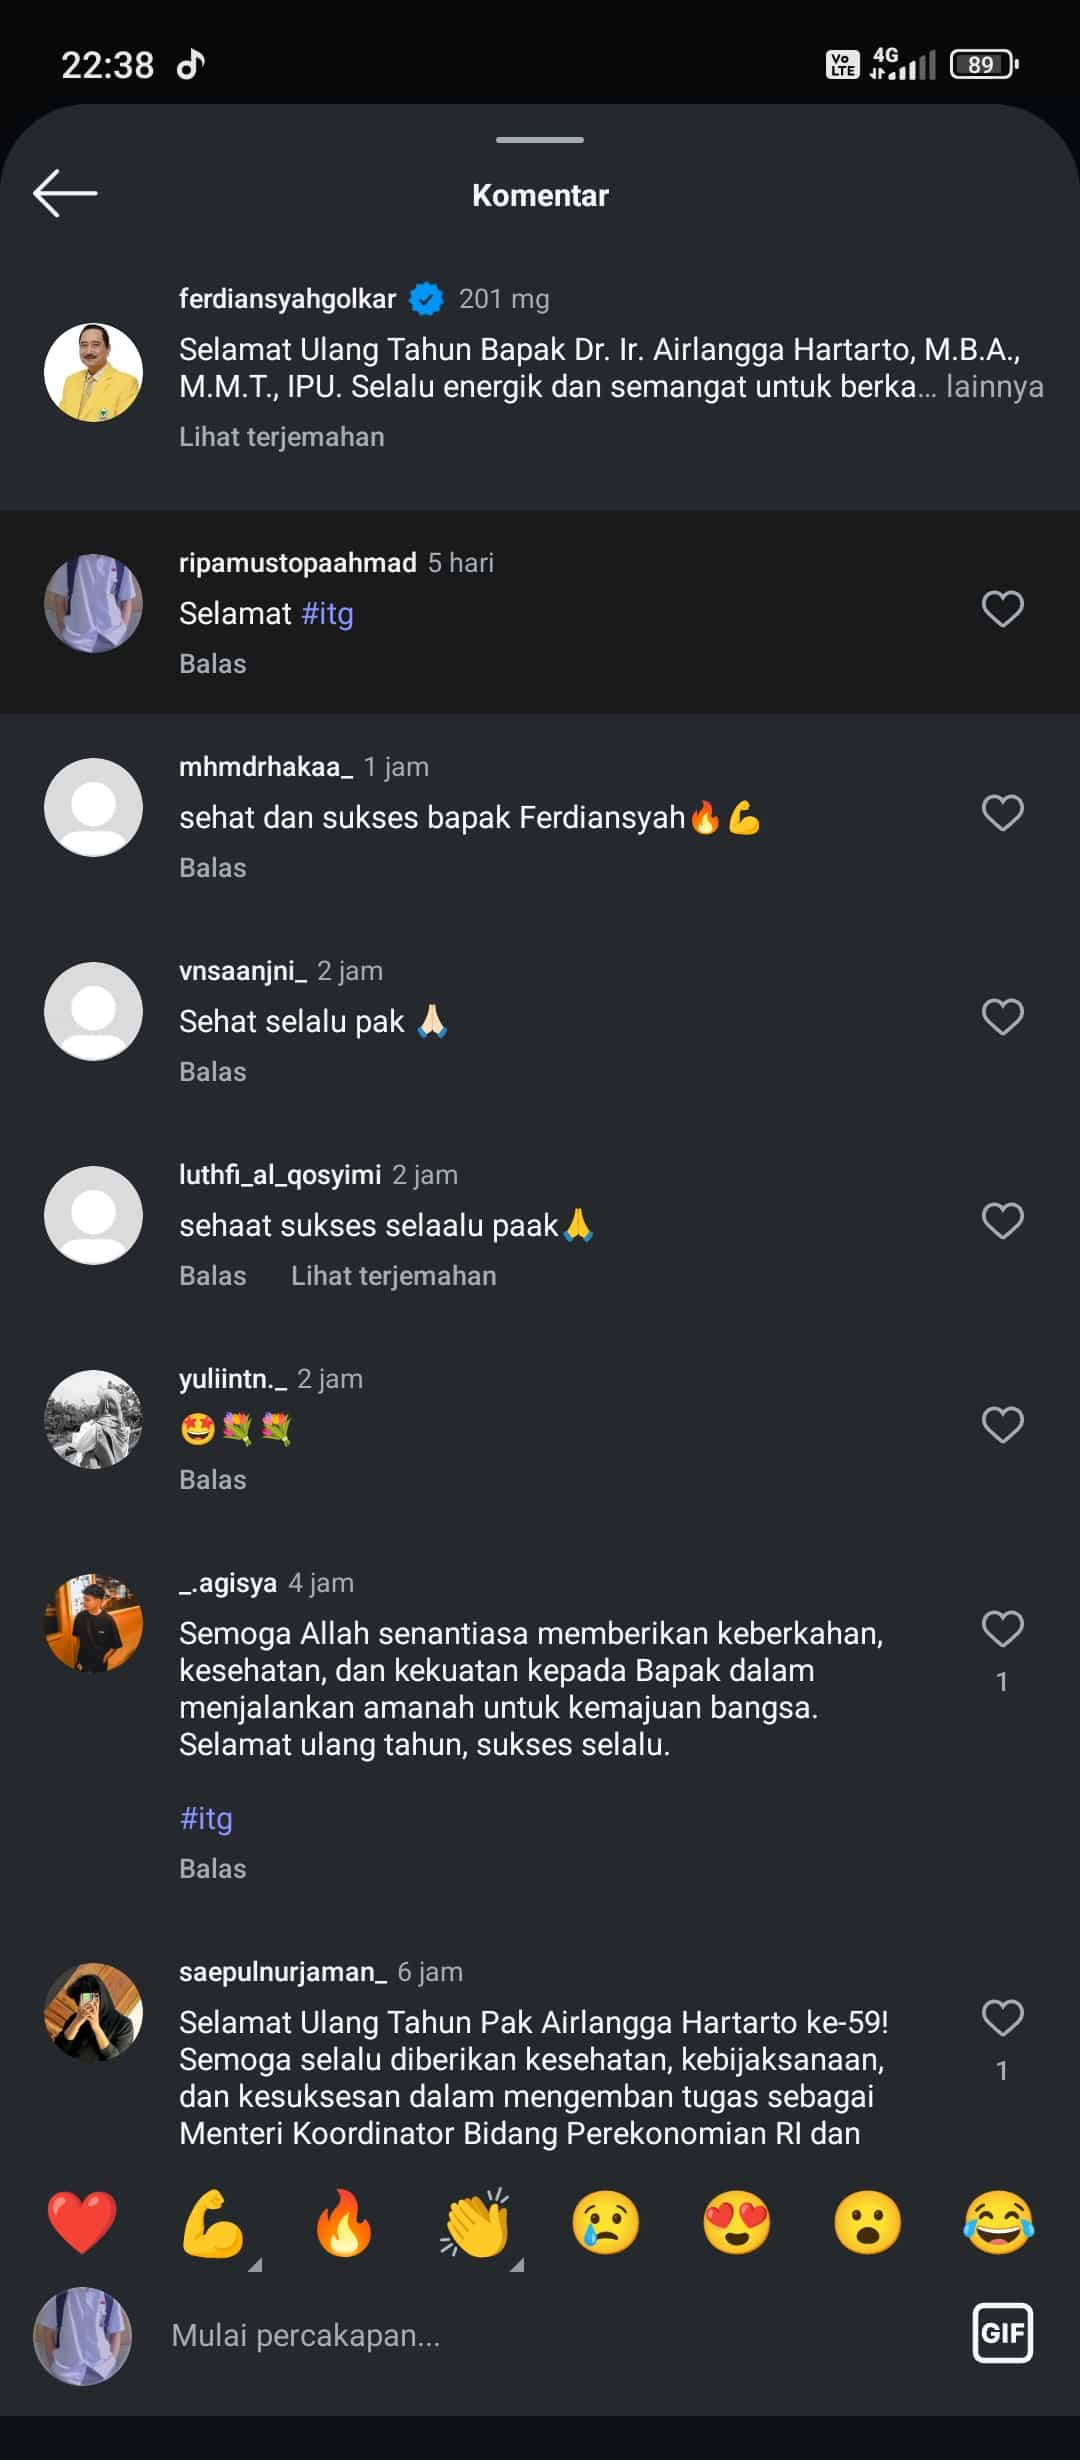 22:38
Vo LTE 4G 89
Komentar
ferdiansyahgolkar 201 mg
Selamat Ulang Tahun Bapak Dr. Ir. Airlangga Hartarto, M.B.A.,
M.M.T., IPU. Selalu energik dan semangat untuk berka... lainnya
Lihat terjemahan
ripamustopaahmad 5 hari
Selamat #itg
Balas
mhmdrhakaa_ 1 jam
sehat dan sukses bapak Ferdiansyah🔥💪
Balas
vnsaanjni_ 2 jam
Sehat selalu pak 🙏🏻
Balas
luthfi_al_qosyimi 2 jam
sehaat sukses selaalu paak🙏
Balas Lihat terjemahan
yuliintn._ 2 jam
🤩💐💐
Balas
_.agisya 4 jam
Semoga Allah senantiasa memberikan keberkahan,
kesehatan, dan kekuatan kepada Bapak dalam
menjalankan amanah untuk kemajuan bangsa.
Selamat ulang tahun, sukses selalu.
1
#itg
Balas
saepulnurjaman_ 6 jam
Selamat Ulang Tahun Pak Airlangga Hartarto ke-59!
Semoga selalu diberikan kesehatan, kebijaksanaan,
dan kesuksesan dalam mengemban tugas sebagai
Menteri Koordinator Bidang Perekonomian RI dan
1
❤️ 💪 🔥 👏 😢 😍 😮 😂
Mulai percakapan...
GIF